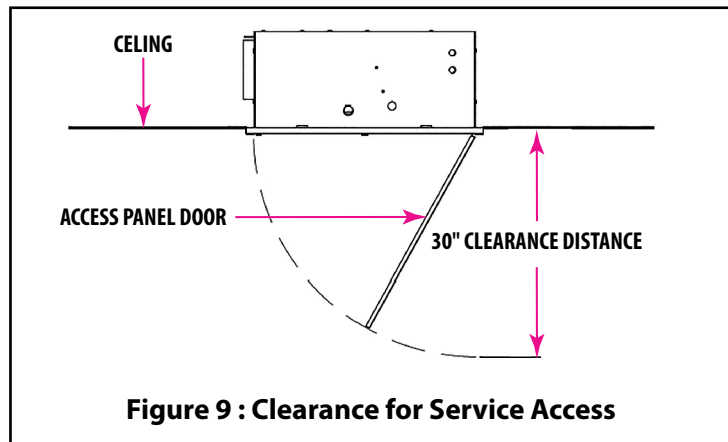 CELING
ACCESS PANEL DOOR
30" CLEARANCE DISTANCE
Figure 9 : Clearance for Service Access